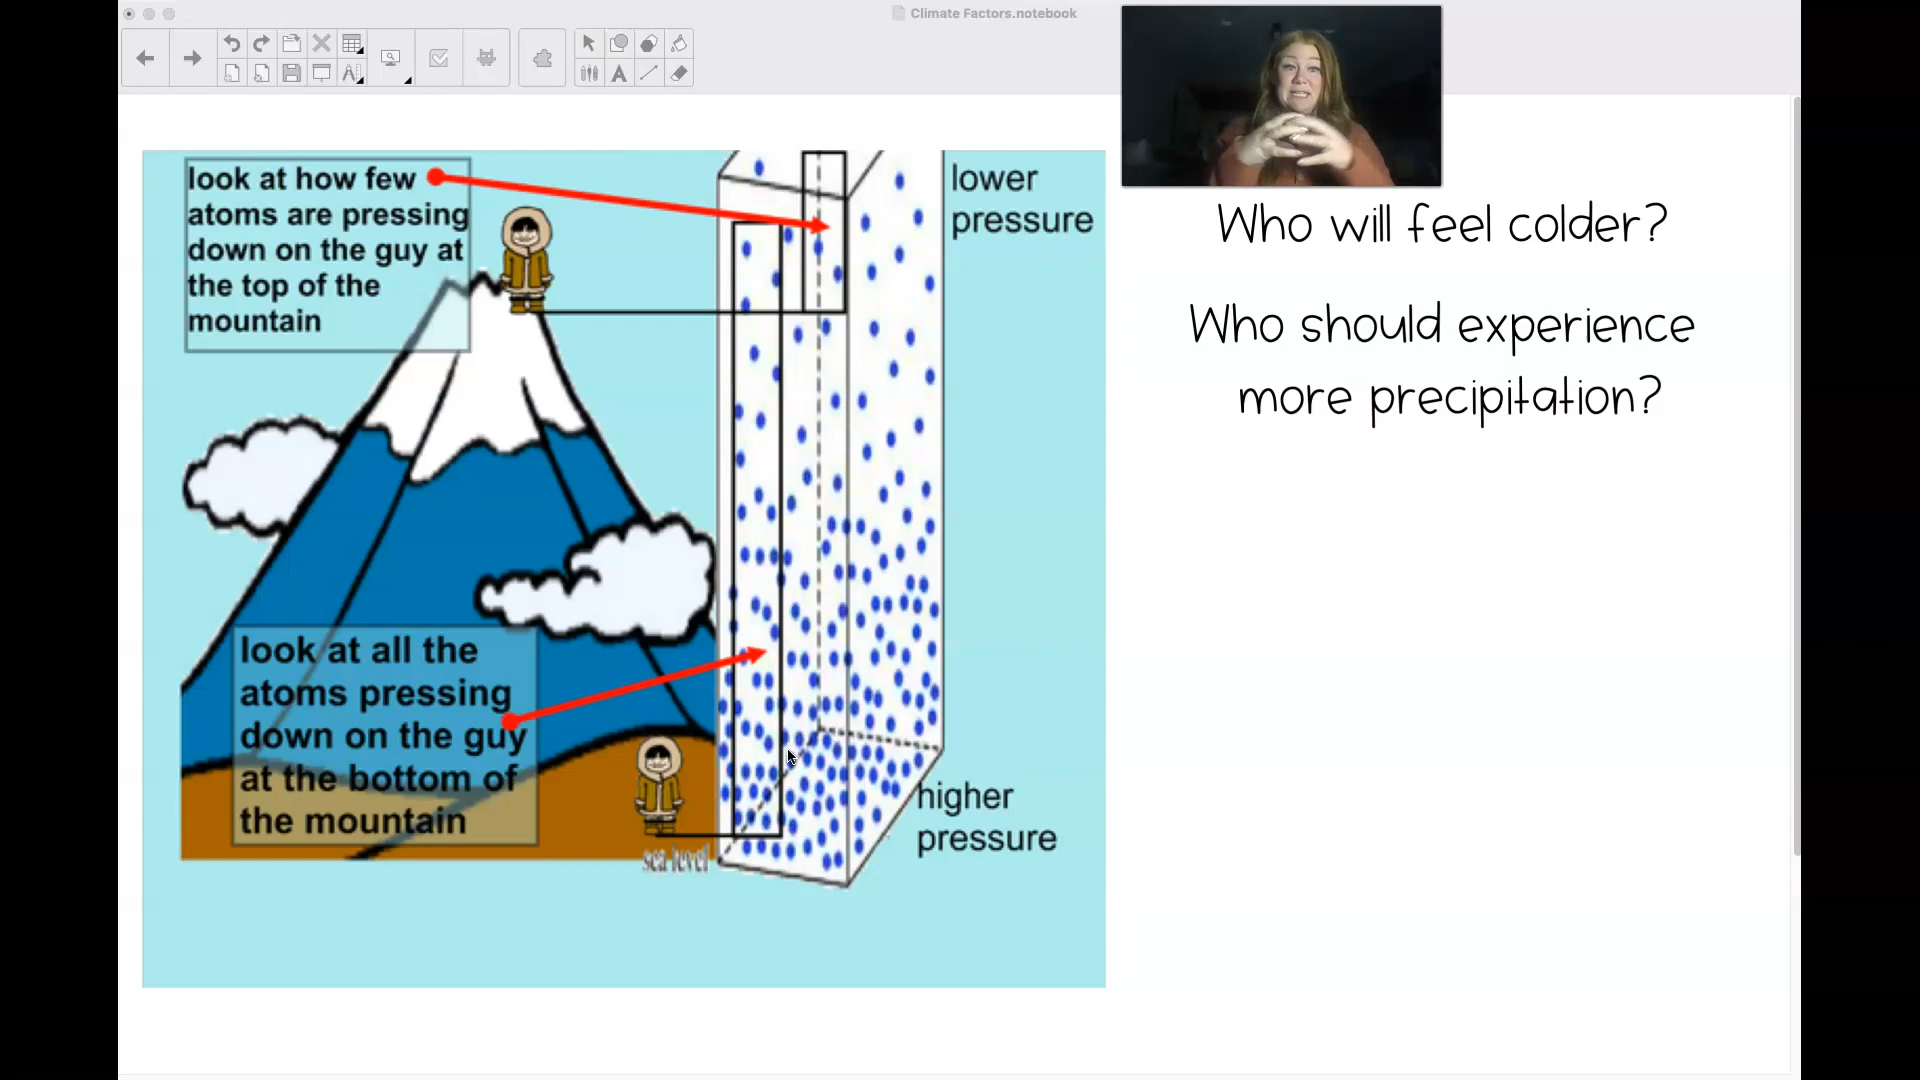 Climate Factors.notebook
look at how few
atoms are pressing
down on the guy at
the top of the
mountain
lower
pressure
Who will feel colder?
Who should experience
more precipitation?
look at all the
atoms pressing
down on the guy
at the bottom of
the mountain
higher
pressure
sea level